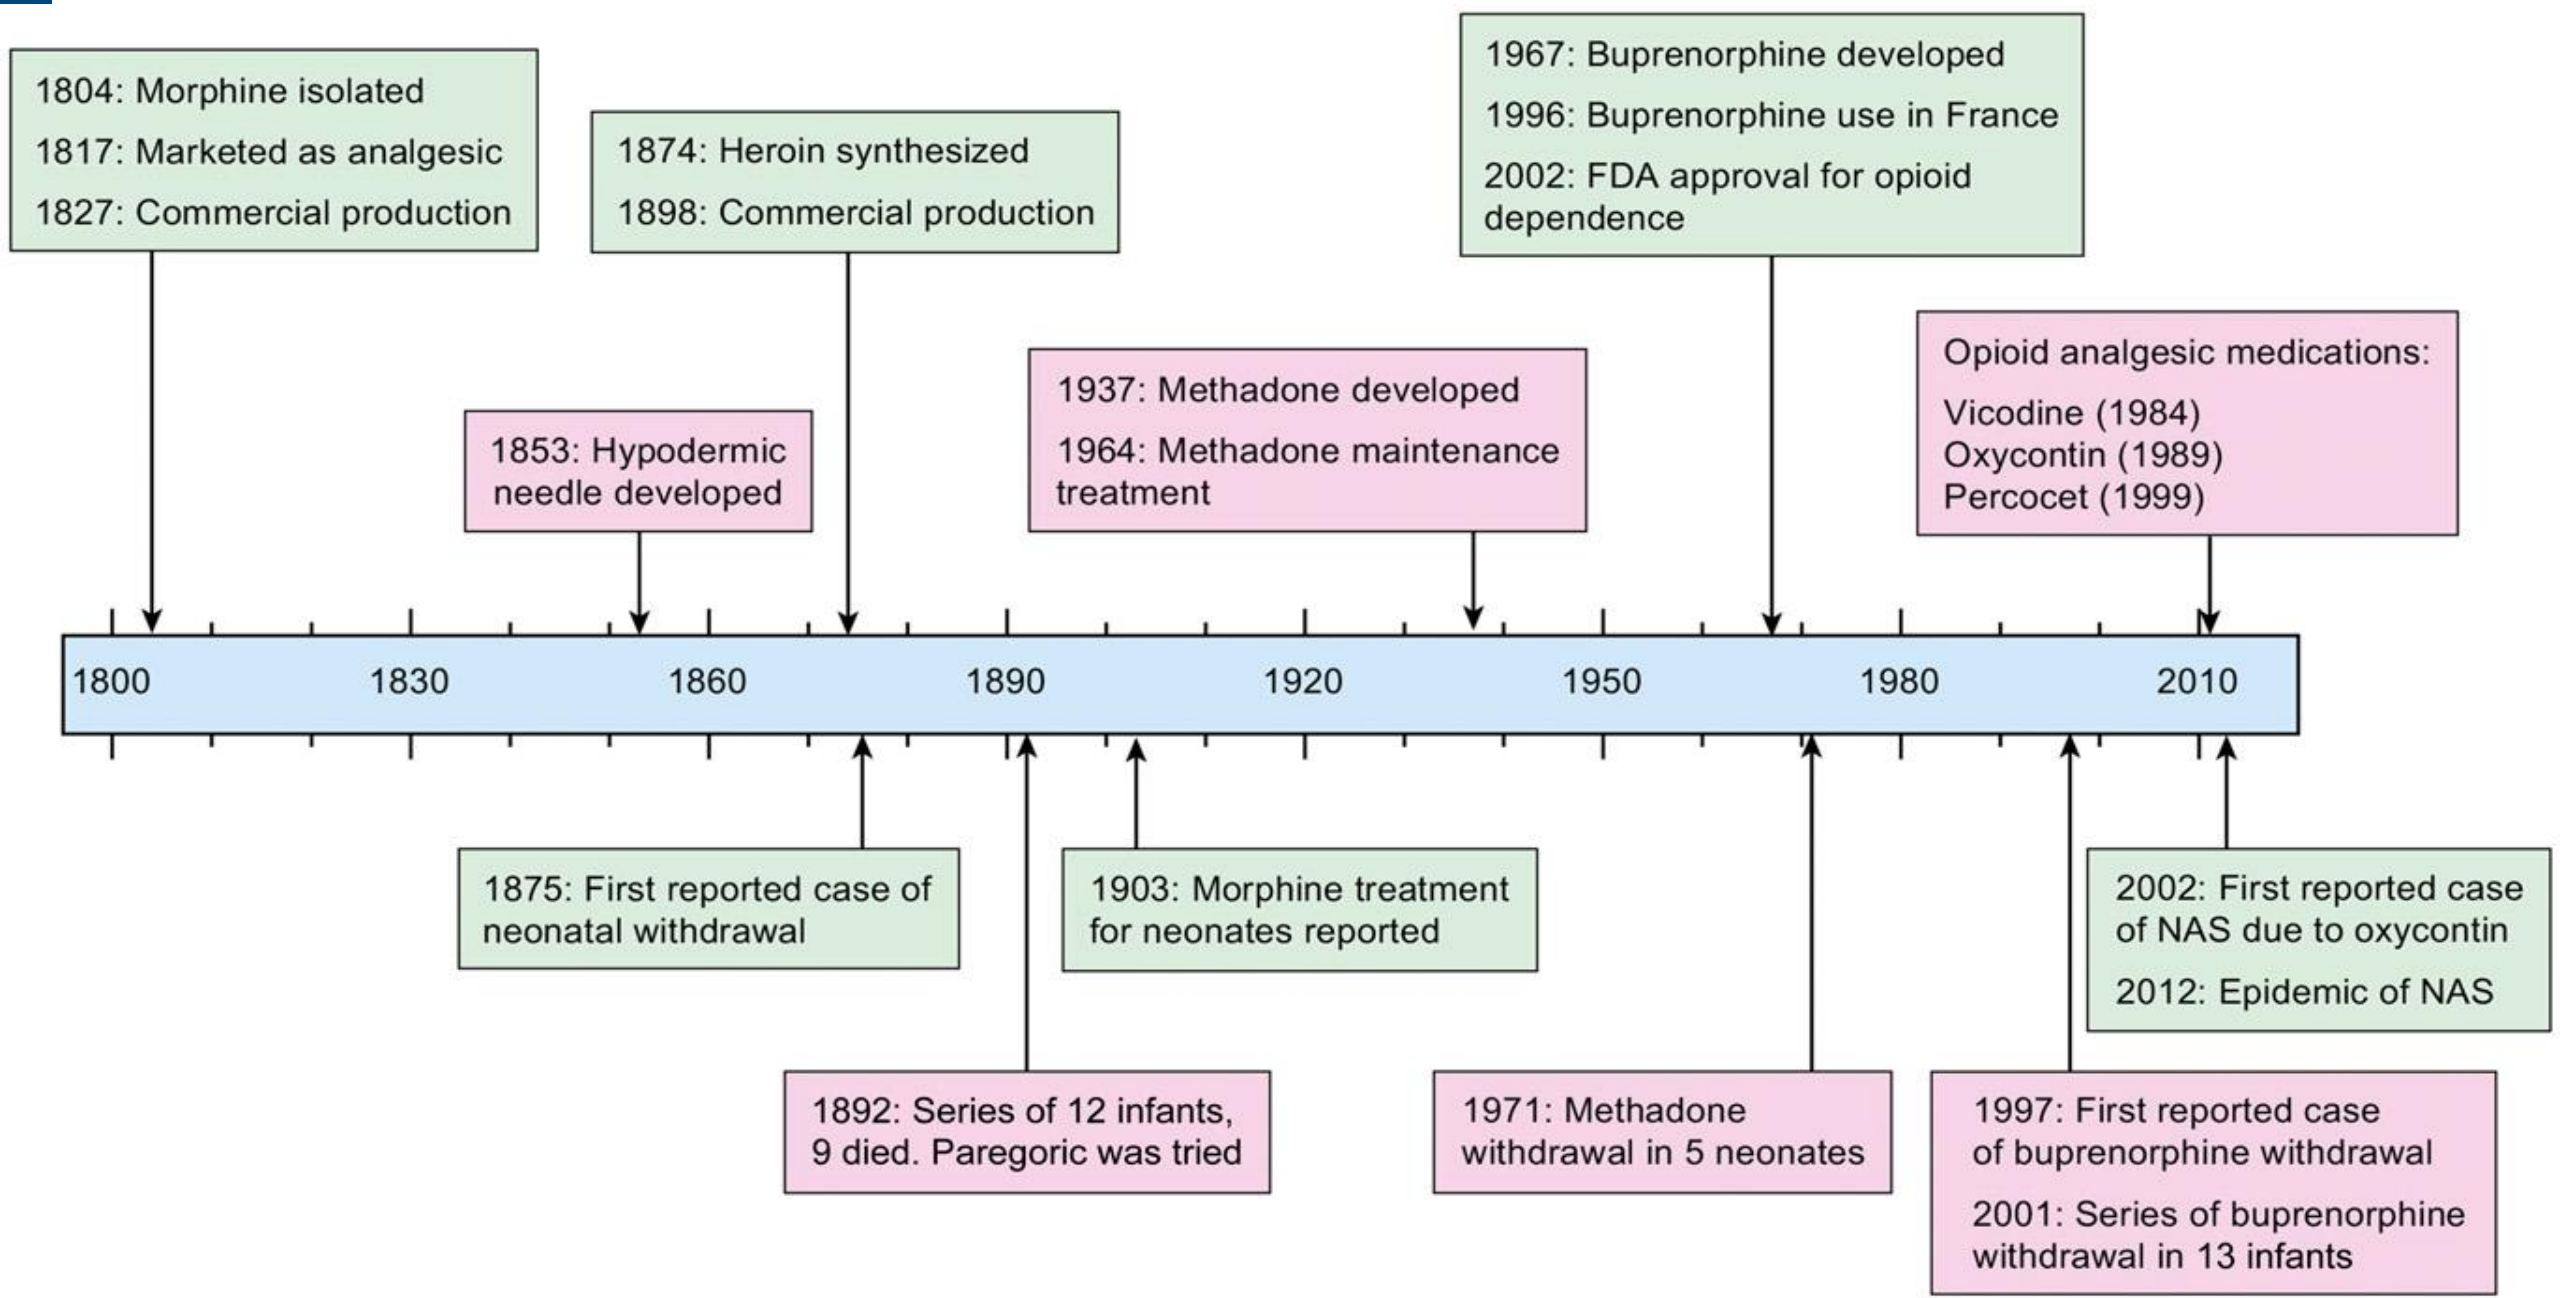 1804: Morphine isolated
1817: Marketed as analgesic
1827: Commercial production
1874: Heroin synthesized
1898: Commercial production
1967: Buprenorphine developed
1996: Buprenorphine use in France
2002: FDA approval for opioid
dependence
1853: Hypodermic
needle developed
1937: Methadone developed
1964: Methadone maintenance
treatment
Opioid analgesic medications:
Vicodine (1984)
Oxycontin (1989)
Percocet (1999)
1800 1830 1860 1890 1920 1950 1980 2010
1875: First reported case of
neonatal withdrawal
1903: Morphine treatment
for neonates reported
2002: First reported case
of NAS due to oxycontin
2012: Epidemic of NAS
1892: Series of 12 infants,
9 died. Paregoric was tried
1971: Methadone
withdrawal in 5 neonates
1997: First reported case
of buprenorphine withdrawal
2001: Series of buprenorphine
withdrawal in 13 infants